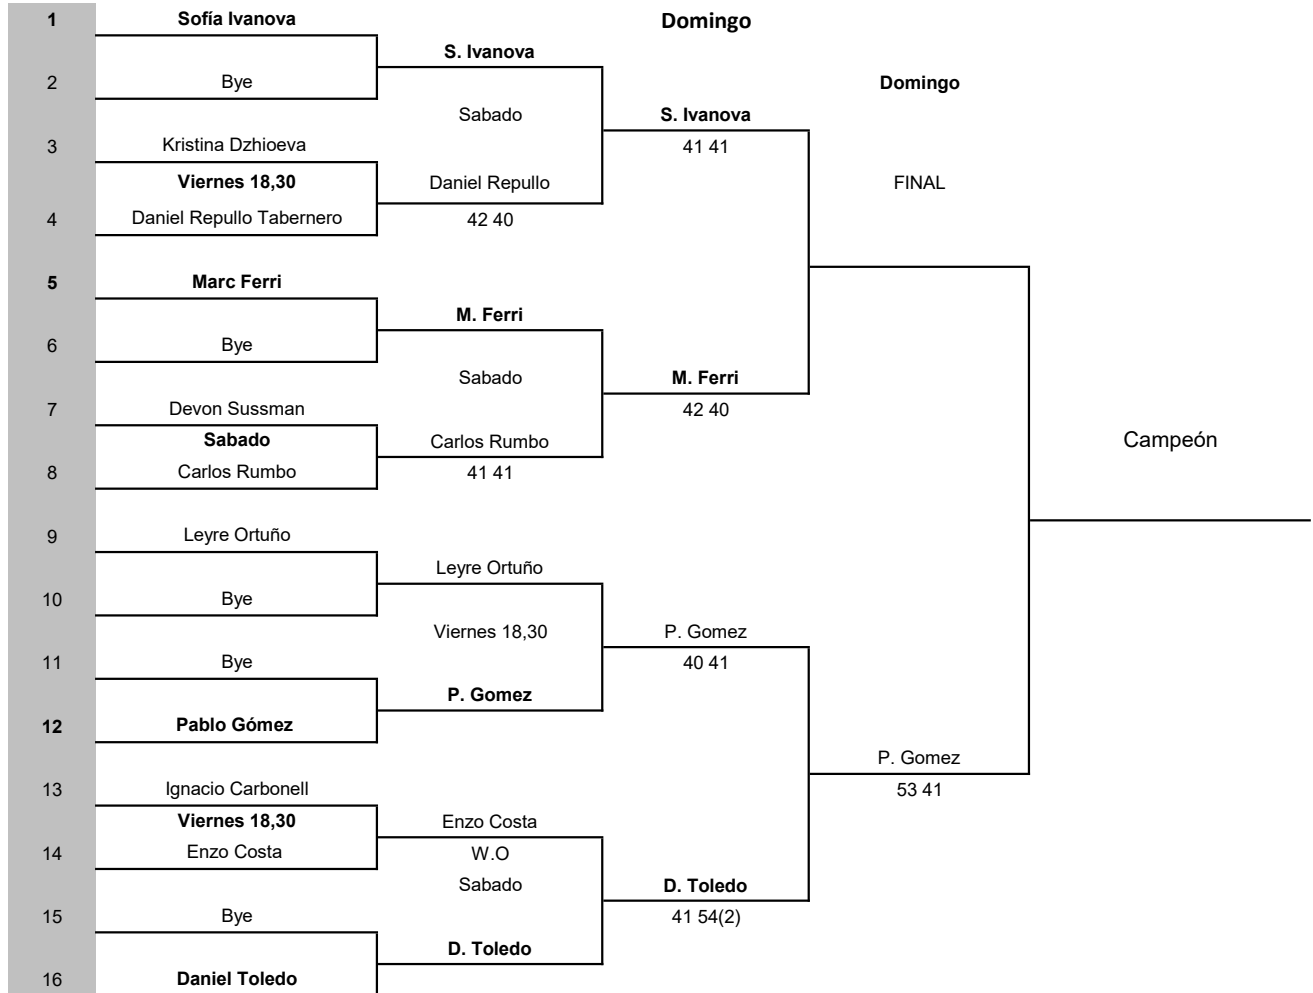 1 Sofía Ivanova Domingo
S. Ivanova
2 Bye Domingo
Sabado S. Ivanova
3 Kristina Dzhioeva 41 41
Viernes 18,30 Daniel Repullo FINAL
4 Daniel Repullo Tabernero 42 40
5 Marc Ferri
M. Ferri
6 Bye
Sabado M. Ferri
7 Devon Sussman 42 40
Sabado Carlos Rumbo Campeón
8 Carlos Rumbo 41 41
9 Leyre Ortuño
Leyre Ortuño
10 Bye
Viernes 18,30 P. Gomez
11 Bye 40 41
P. Gomez
12 Pablo Gómez
P. Gomez
13 Ignacio Carbonell 53 41
Viernes 18,30 Enzo Costa
14 Enzo Costa W.O
Sabado D. Toledo
15 Bye 41 54(2)
D. Toledo
16 Daniel Toledo